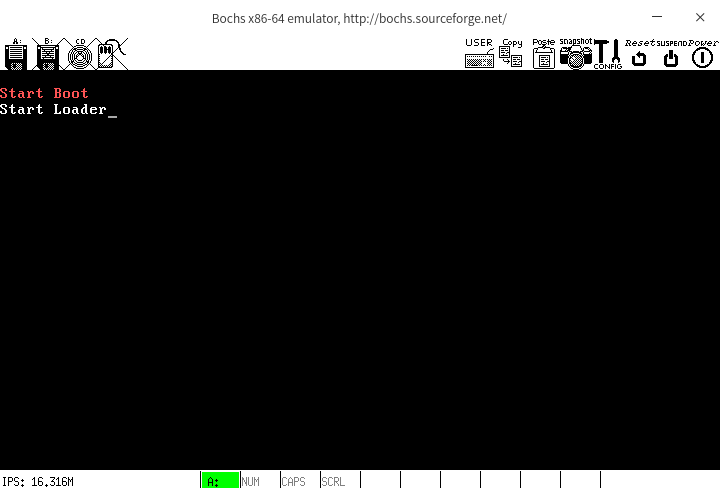 Bochs x86-64 emulator, http://bochs.sourceforge.net/
A: B: CD USER Copy Paste snapshot CONFIG Reset SUSPEND Power
Start Boot
Start Loader_
IPS: 16.316M A: NUM CAPS SCRL